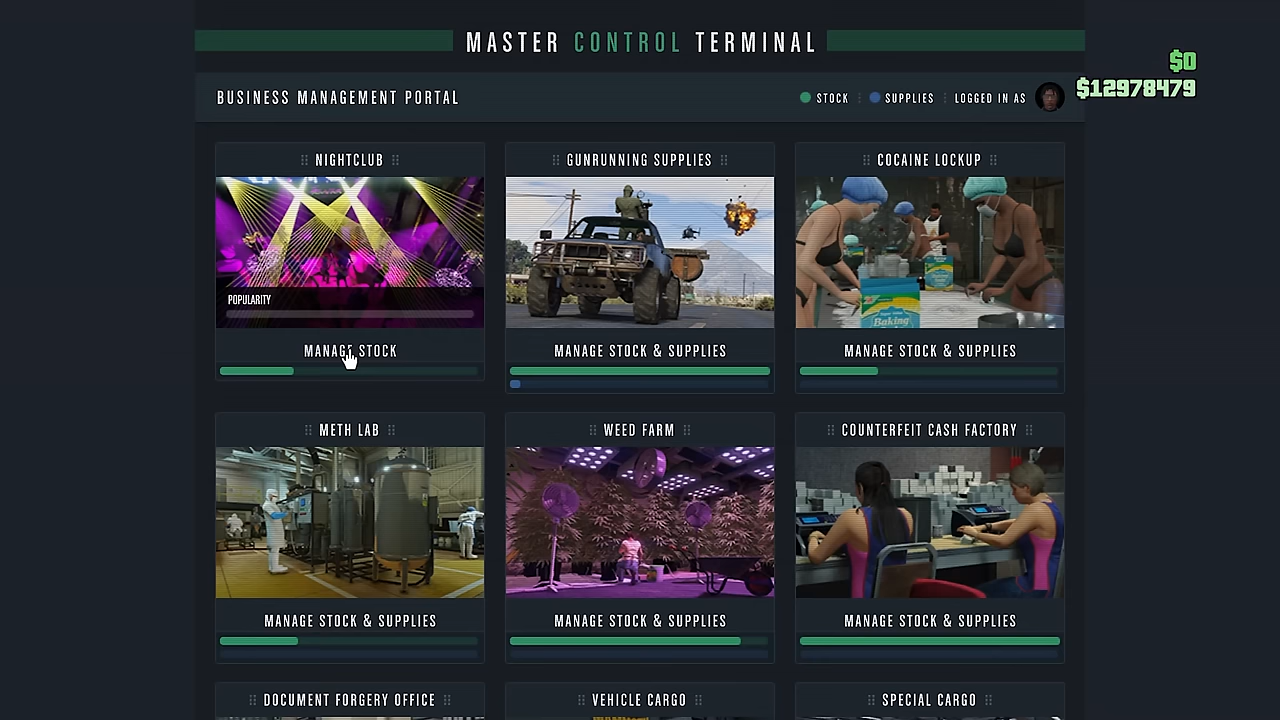 MASTER CONTROL TERMINAL
$0
$12978479
BUSINESS MANAGEMENT PORTAL
STOCK
SUPPLIES
LOGGED IN AS
NIGHTCLUB
GUNRUNNING SUPPLIES
COCAINE LOCKUP
POPULARITY
Baking
MANAGE STOCK
MANAGE STOCK & SUPPLIES
MANAGE STOCK & SUPPLIES
METH LAB
WEED FARM
COUNTERFEIT CASH FACTORY
MANAGE STOCK & SUPPLIES
MANAGE STOCK & SUPPLIES
MANAGE STOCK & SUPPLIES
DOCUMENT FORGERY OFFICE
VEHICLE CARGO
SPECIAL CARGO